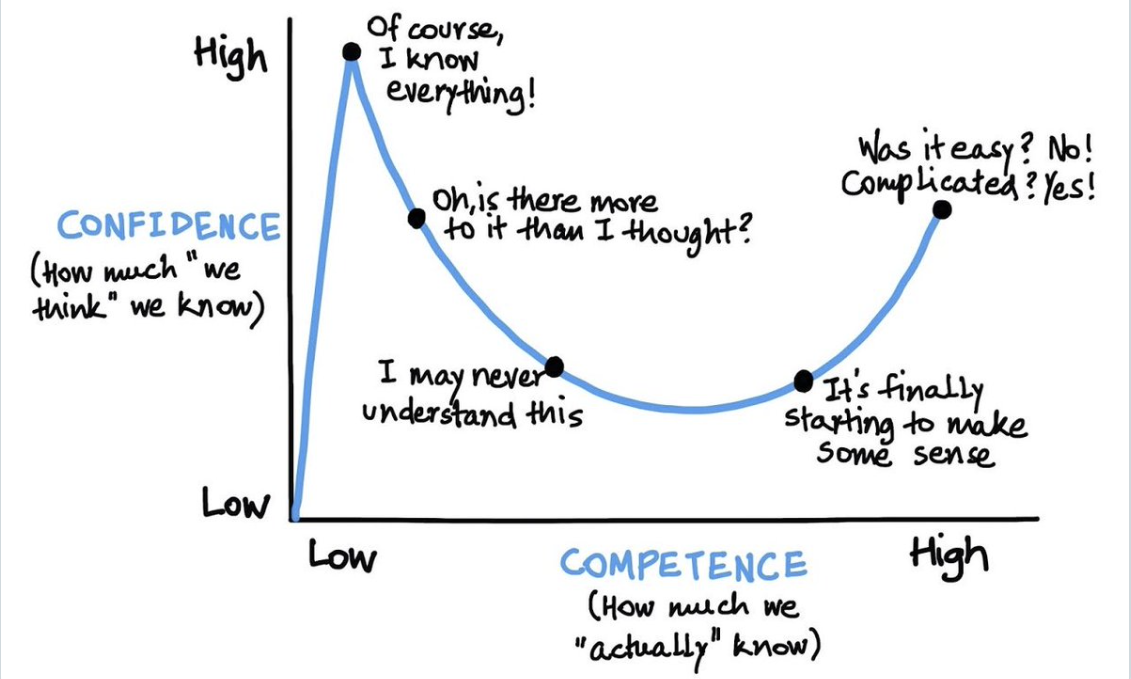 High
Of course,
I know
everything!
Was it easy? No!
Complicated? Yes!
Oh, is there more
to it than I thought?
CONFIDENCE
(How much "we
think" we know)
I may never
understand this
It's finally
starting to make
some sense
Low
Low
COMPETENCE
High
(How much we
"actually" know)